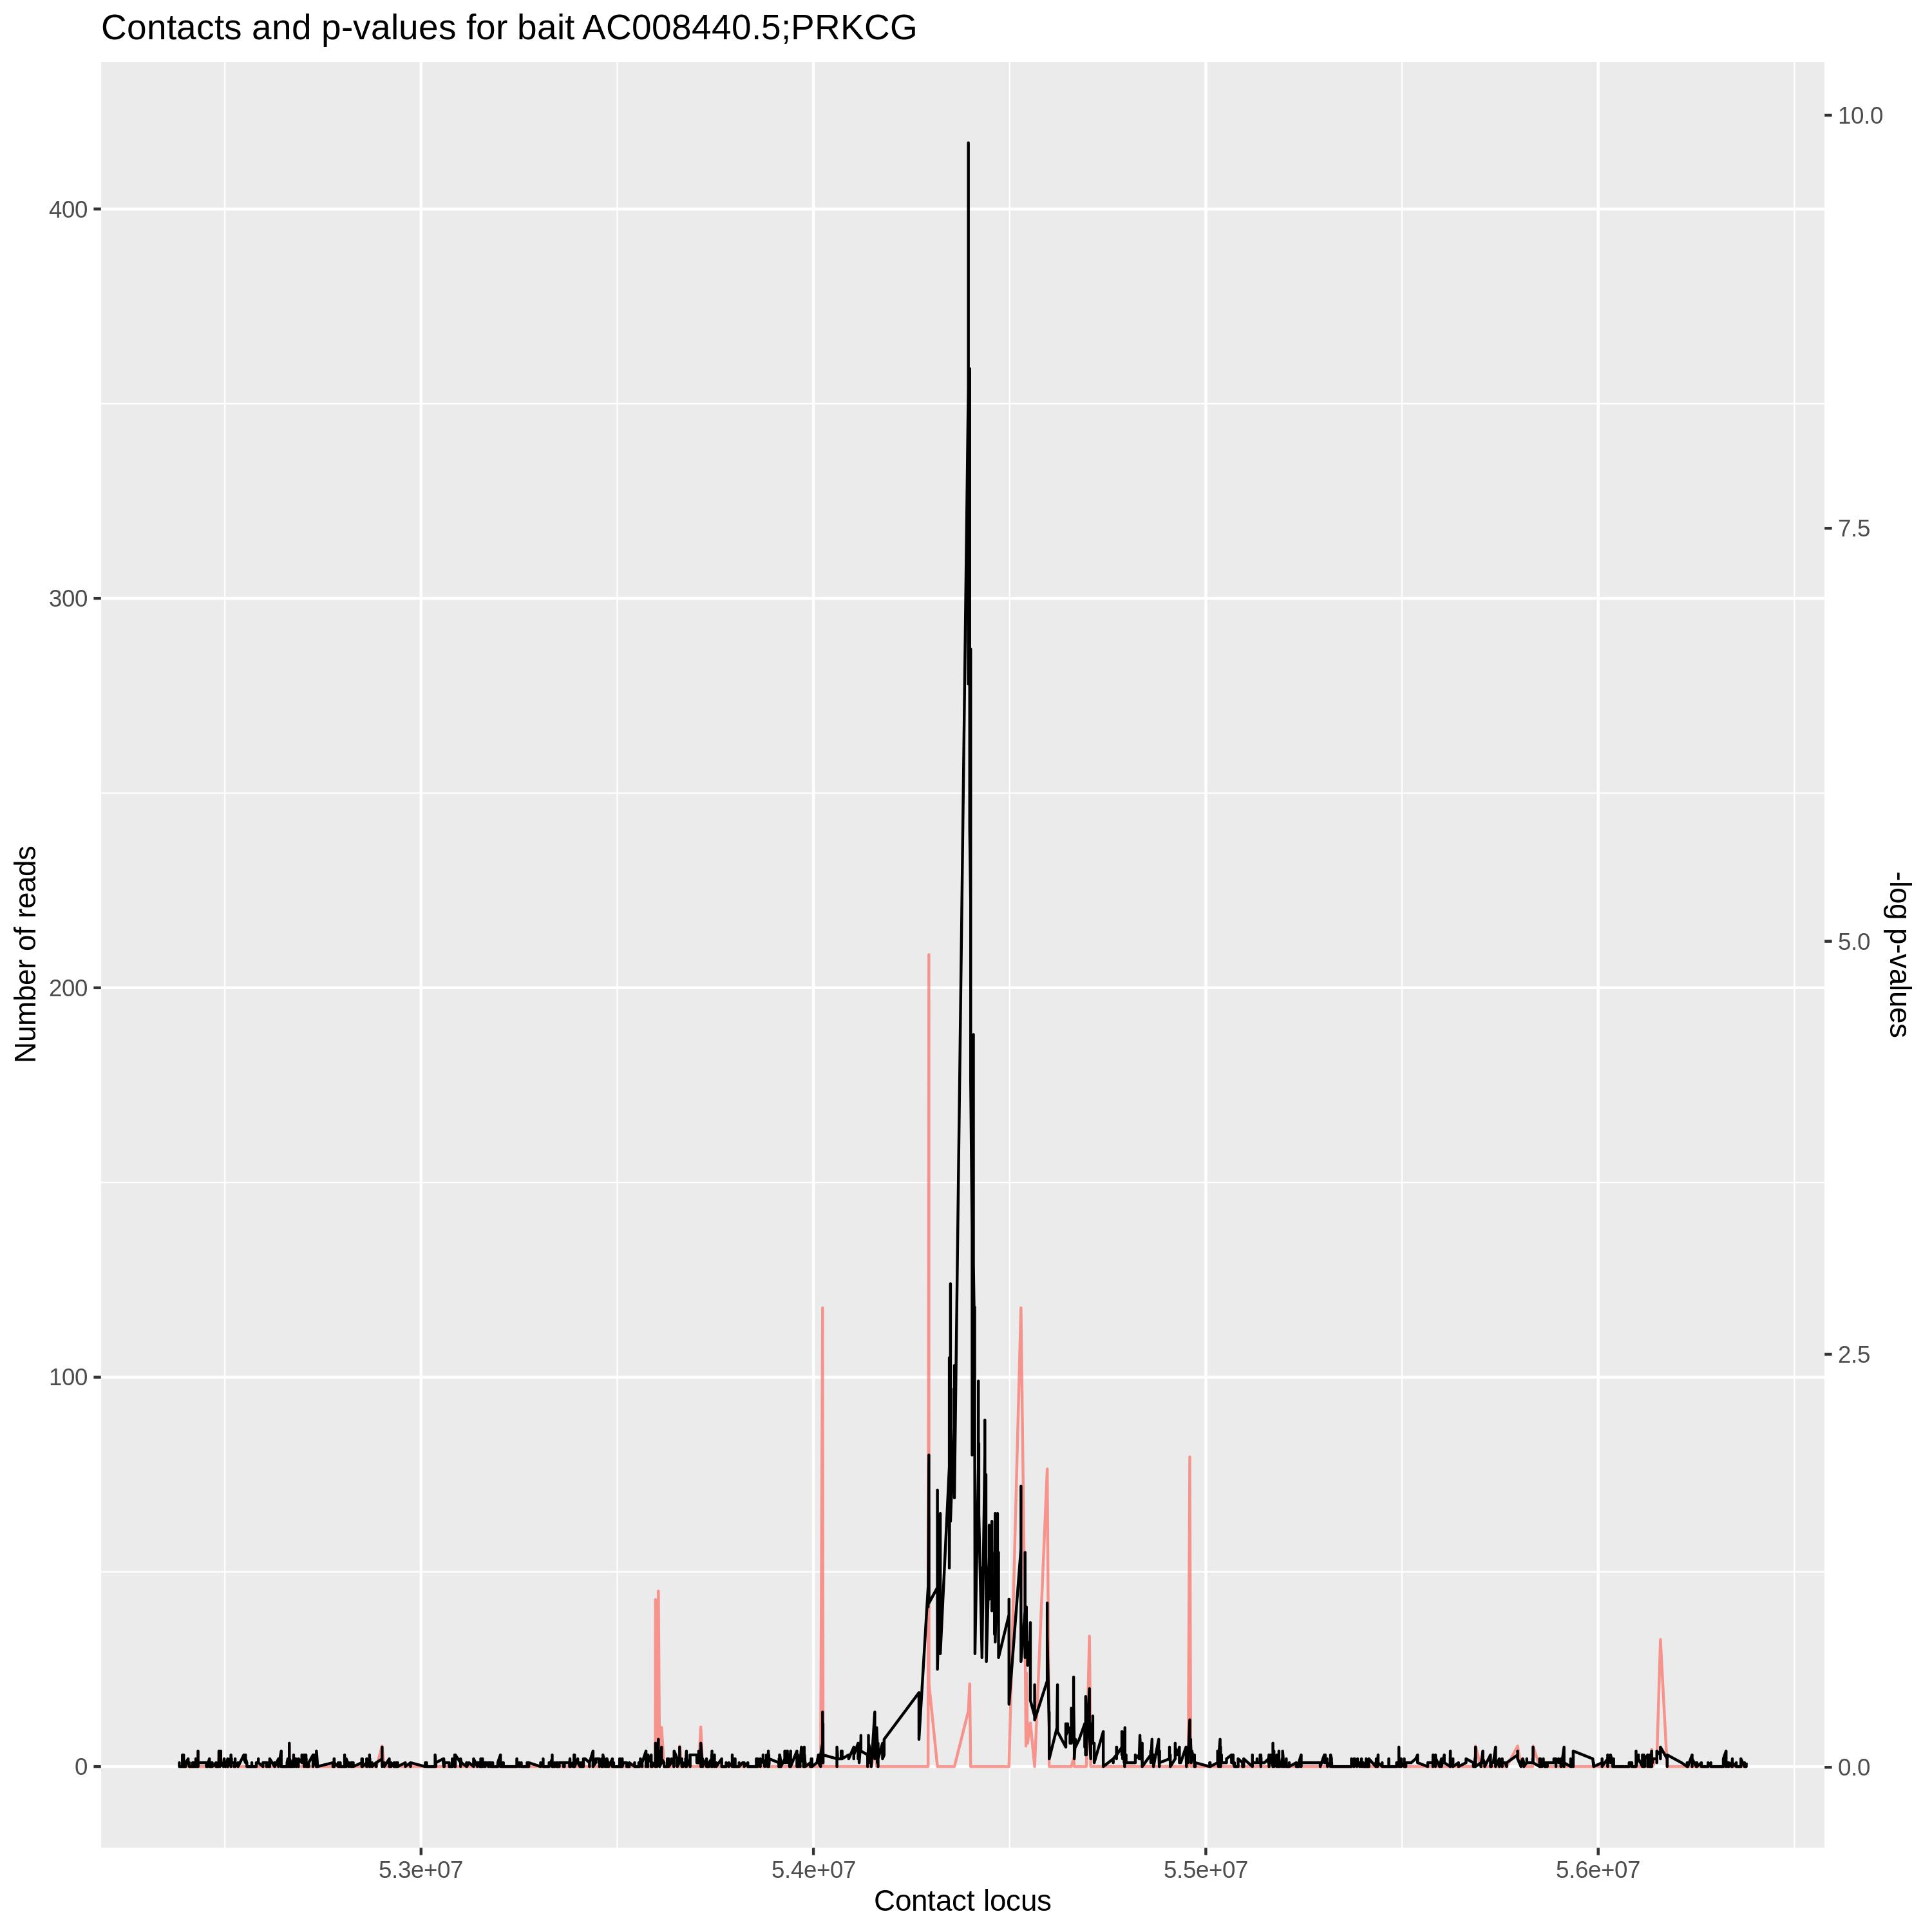 Contacts and p-values for bait AC008440.5;PRKCG
Number of reads
400
300
200
100
0
10.0
7.5
5.0
2.5
0.0
-log p-values
5.3e+07
5.4e+07
5.5e+07
5.6e+07
Contact locus